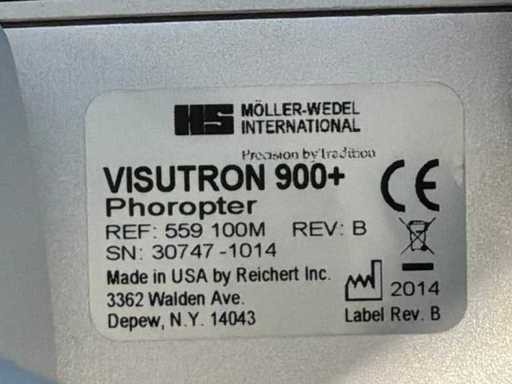 HS MÖLLER-WEDEL
INTERNATIONAL
Precision by Tradition
VISUTRON 900+
Phoropter
CE
REF: 559 100M REV: B
SN: 30747-1014
Made in USA by Reichert Inc.
3362 Walden Ave.
2014
Depew, N.Y. 14043
Label Rev. B